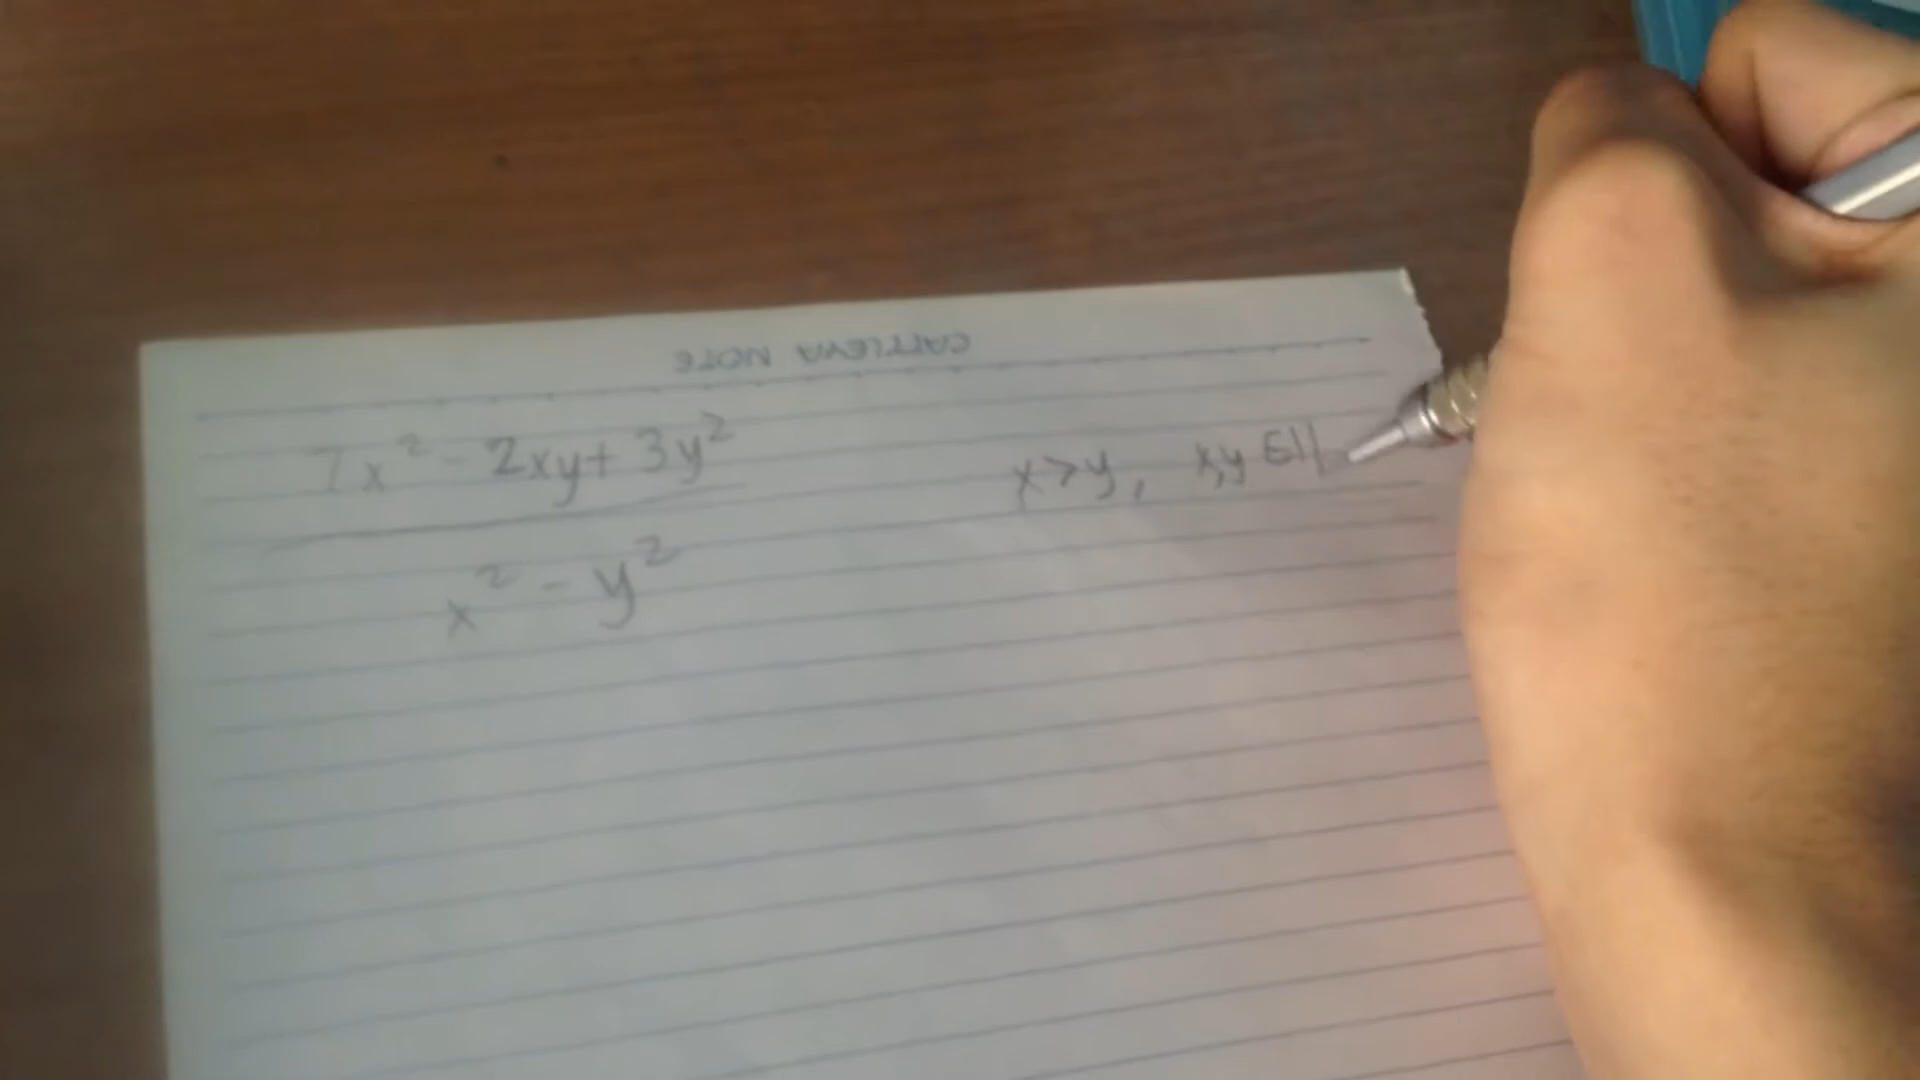 CATTLEYA NOTE
7x² - 2xy + 3y²
x > y, x,y ∈
x² - y²